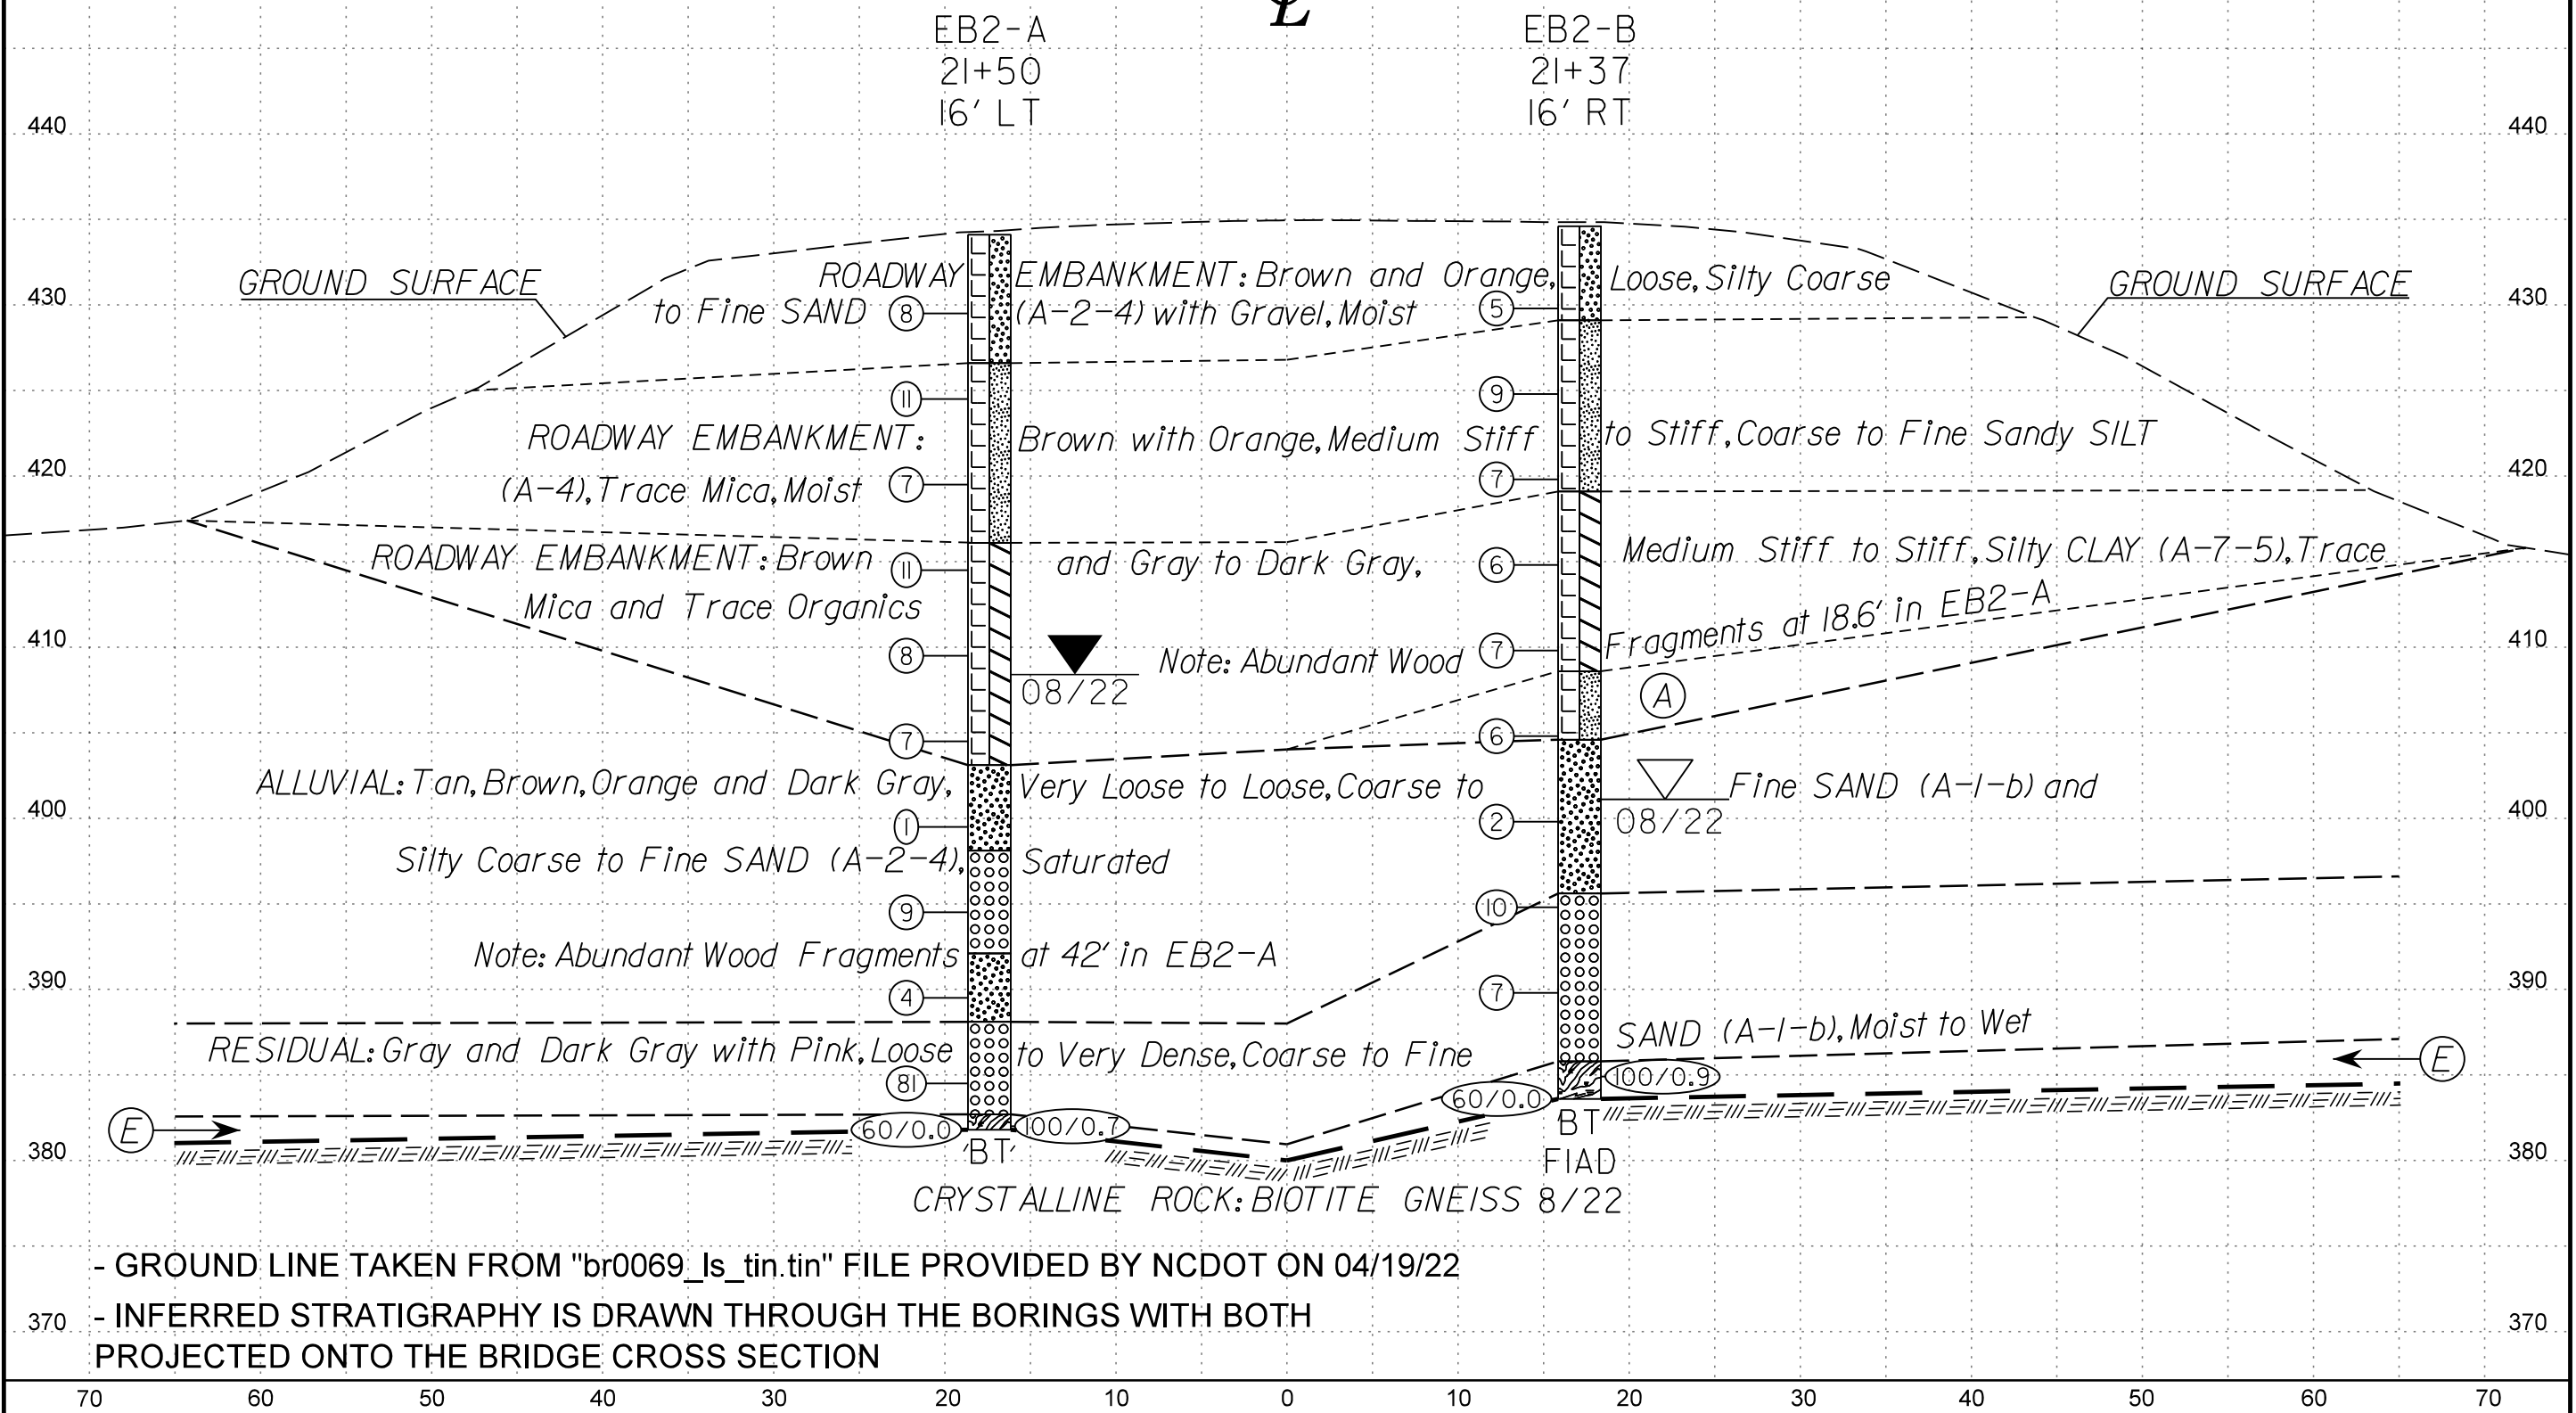 ℄
EB2-A
21+50
16' LT
EB2-B
21+37
16' RT
440
440
GROUND SURFACE
ROADWAY EMBANKMENT: Brown and Orange, Loose, Silty Coarse
to Fine SAND (A-2-4) with Gravel, Moist
GROUND SURFACE
430
430
8
5
11
9
ROADWAY EMBANKMENT: Brown with Orange, Medium Stiff to Stiff, Coarse to Fine Sandy SILT
(A-4), Trace Mica, Moist
420
420
7
7
ROADWAY EMBANKMENT: Brown and Gray to Dark Gray, Medium Stiff to Stiff, Silty CLAY (A-7-5), Trace
Mica and Trace Organics
11
6
410
410
8
08/22
Note: Abundant Wood Fragments at 18.6' in EB2-A
7
A
7
6
ALLUVIAL: Tan, Brown, Orange and Dark Gray, Very Loose to Loose, Coarse to Fine SAND (A-1-b) and
400
400
1
2
08/22
Silty Coarse to Fine SAND (A-2-4), Saturated
9
10
Note: Abundant Wood Fragments at 42' in EB2-A
390
390
4
7
RESIDUAL: Gray and Dark Gray with Pink, Loose to Very Dense, Coarse to Fine SAND (A-1-b), Moist to Wet
81
E
100/0.9
60/0.0
E
60/0.0
100/0.7
BT
BT
380
380
FIAD
CRYSTALLINE ROCK: BIOTITE GNEISS
8/22
- GROUND LINE TAKEN FROM "br0069_ls_tin.tin" FILE PROVIDED BY NCDOT ON 04/19/22
- INFERRED STRATIGRAPHY IS DRAWN THROUGH THE BORINGS WITH BOTH
PROJECTED ONTO THE BRIDGE CROSS SECTION
370
370
70 60 50 40 30 20 10 0 10 20 30 40 50 60 70